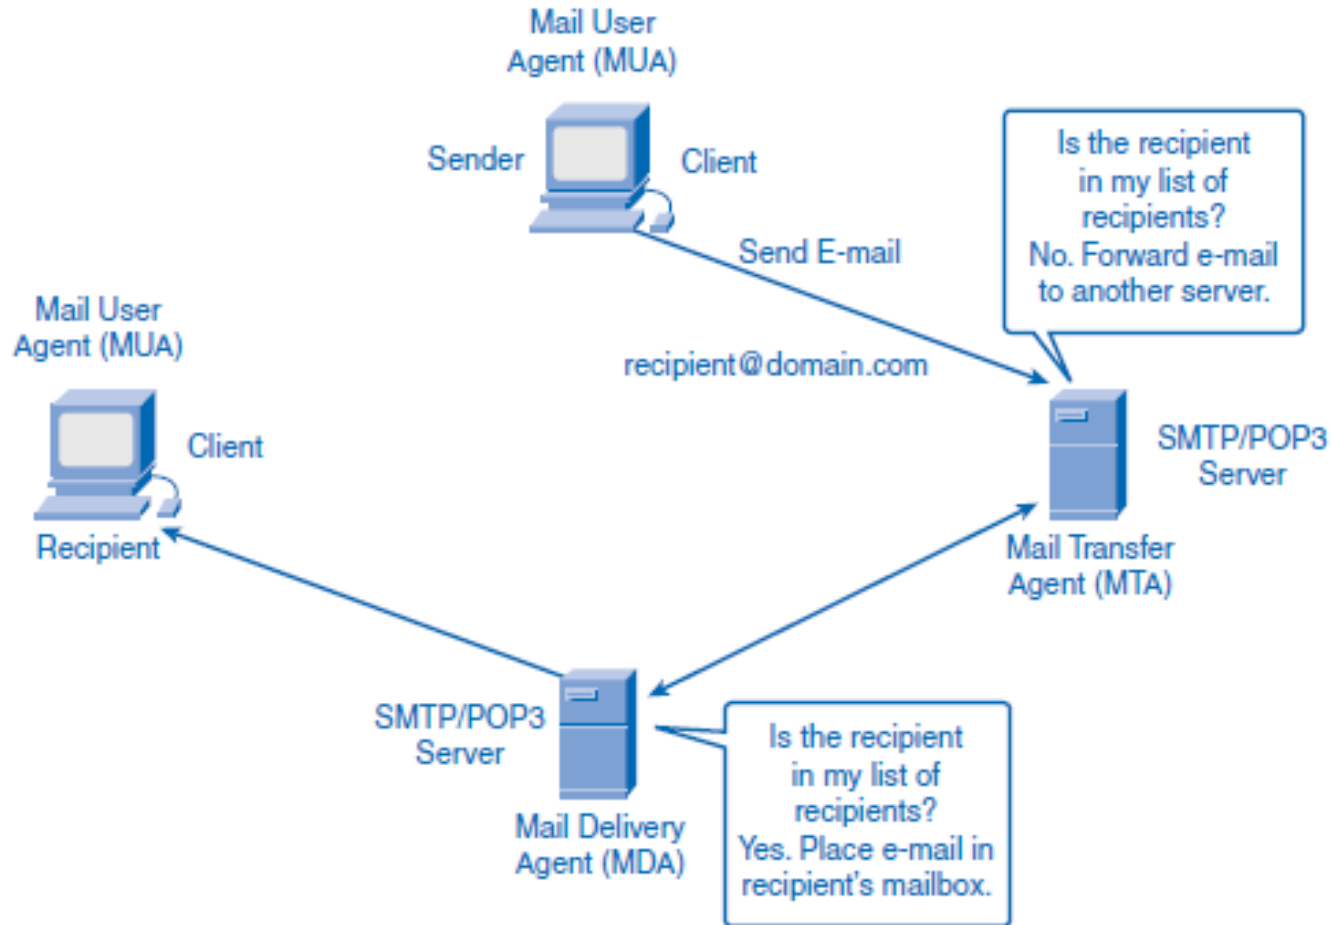 Mail User
Agent (MUA)
Sender
Client
Is the recipient
in my list of
recipients?
No. Forward e-mail
to another server.
Send E-mail
recipient@domain.com
Mail User
Agent (MUA)
Client
Recipient
SMTP/POP3
Server
Mail Transfer
Agent (MTA)
SMTP/POP3
Server
Mail Delivery
Agent (MDA)
Is the recipient
in my list of
recipients?
Yes. Place e-mail in
recipient's mailbox.